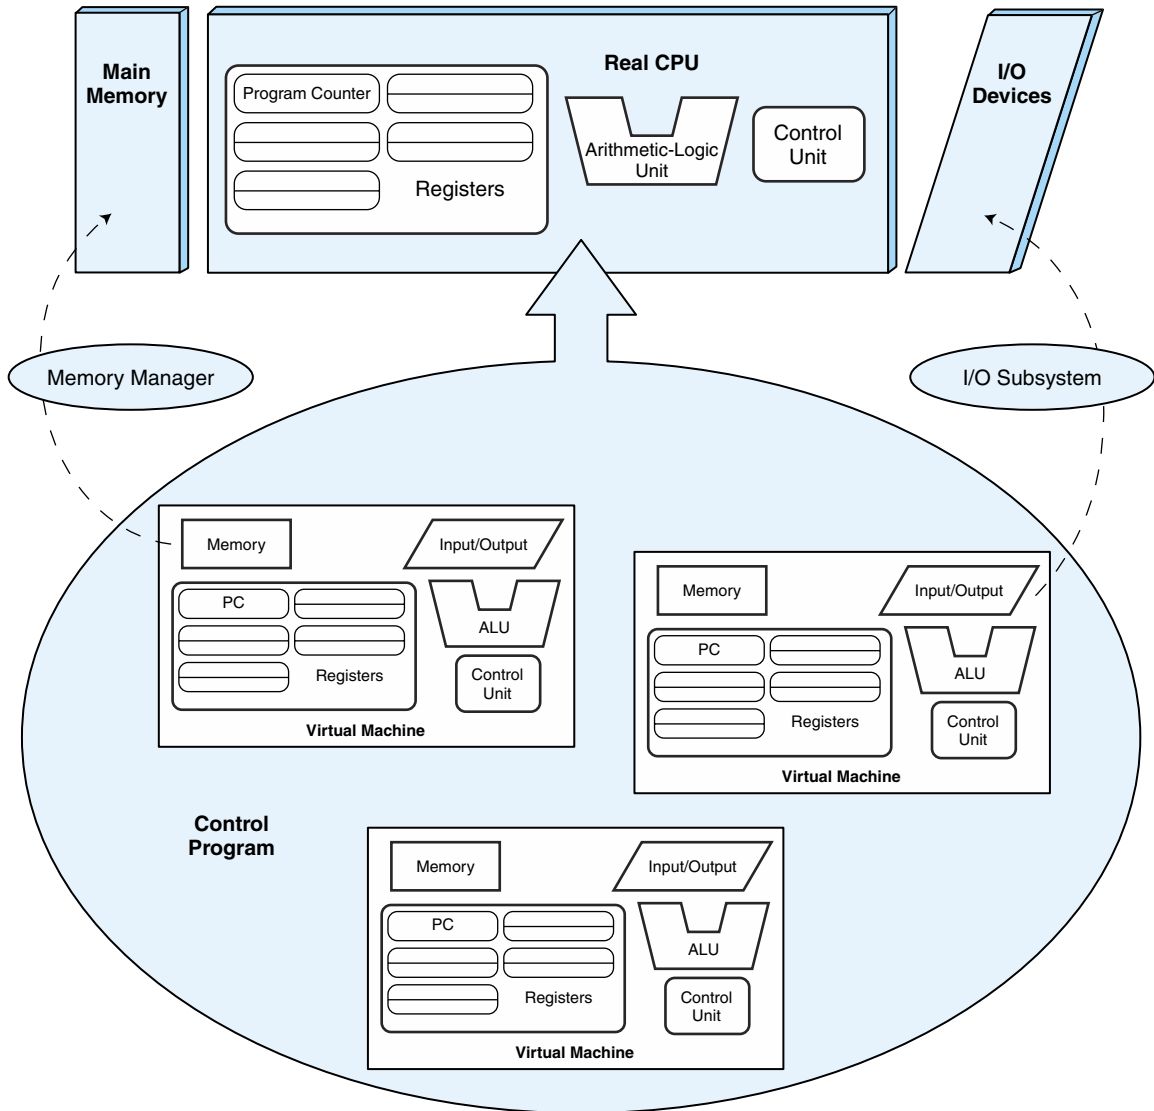 Main
Memory
Real CPU
I/O
Devices
Program Counter
Registers
Arithmetic-Logic
Unit
Control
Unit
Memory Manager
I/O Subsystem
Memory
Input/Output
PC
ALU
Registers
Control
Unit
Virtual Machine
Memory
Input/Output
PC
ALU
Registers
Control
Unit
Virtual Machine
Control
Program
Memory
Input/Output
PC
ALU
Registers
Control
Unit
Virtual Machine